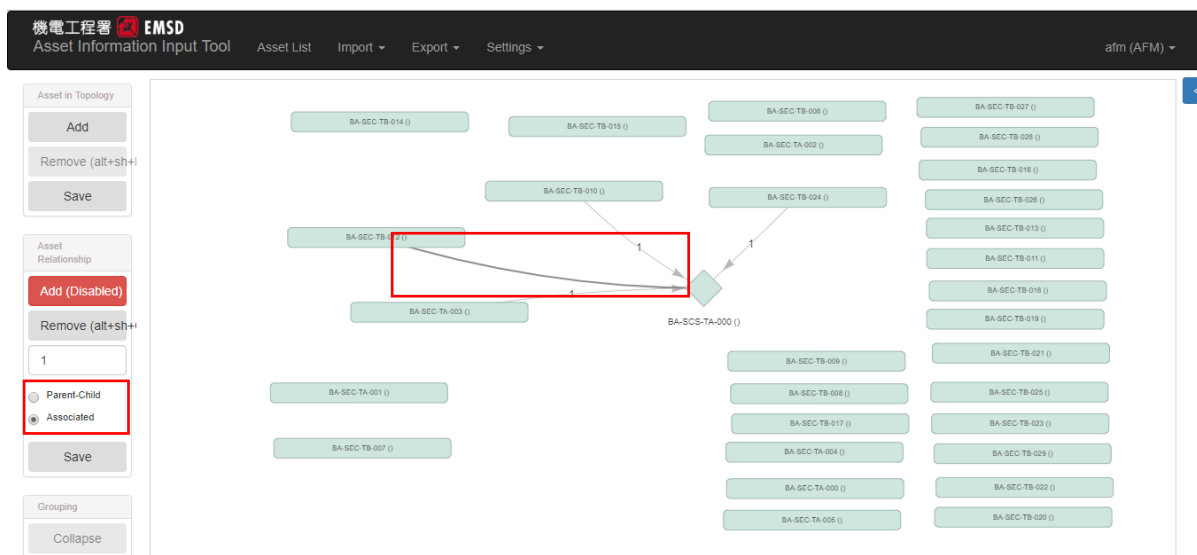 機電工程署 EMSD
Asset Information Input Tool Asset List Import Export Settings afm (AFM)
Asset in Topology
Add
Remove (alt+sh+
Save
Asset
Relationship
Add (Disabled)
Remove (alt+sh+
1
Parent-Child
Associated
Save
Grouping
Collapse
BA-SEC-TB-014 ()
BA-SEC-TB-015 ()
BA-SEC-TB-006 ()
BA-SEC-TA-002 ()
BA-SEC-TB-010 ()
BA-SEC-TB-024 ()
BA-SEC-TB-012 ()
1
1
1
BA-SEC-TA-003 ()
BA-SCS-TA-000 ()
BA-SEC-TA-001 ()
BA-SEC-TB-007 ()
BA-SEC-TB-009 ()
BA-SEC-TB-008 ()
BA-SEC-TB-017 ()
BA-SEC-TA-004 ()
BA-SEC-TA-000 ()
BA-SEC-TA-005 ()
BA-SEC-TB-027 ()
BA-SEC-TB-028 ()
BA-SEC-TB-016 ()
BA-SEC-TB-026 ()
BA-SEC-TB-013 ()
BA-SEC-TB-011 ()
BA-SEC-TB-018 ()
BA-SEC-TB-019 ()
BA-SEC-TB-021 ()
BA-SEC-TB-025 ()
BA-SEC-TB-023 ()
BA-SEC-TB-029 ()
BA-SEC-TB-022 ()
BA-SEC-TB-020 ()